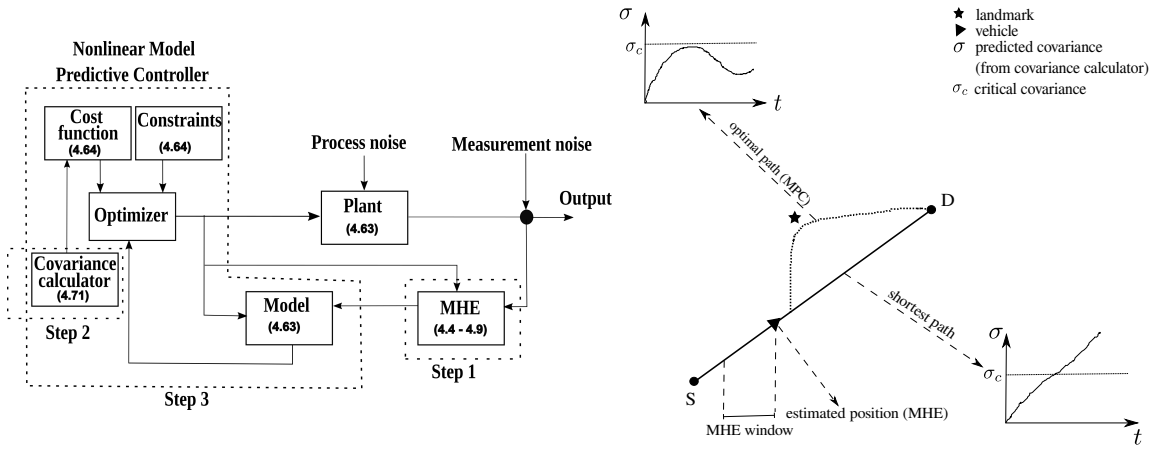 Nonlinear Model
Predictive Controller
Cost
function
(4.64)
Constraints
(4.64)
Optimizer
Covariance
calculator
(4.71)
Step 2
Process noise
Plant
(4.63)
Measurement noise
Output
Model
(4.63)
MHE
(4.4 - 4.9)
Step 1
Step 3
σ
σc
t
optimal path (MPC)
landmark
vehicle
σ predicted covariance
(from covariance calculator)
σc critical covariance
D
shortest path
S
MHE window
estimated position (MHE)
σ
σc
t